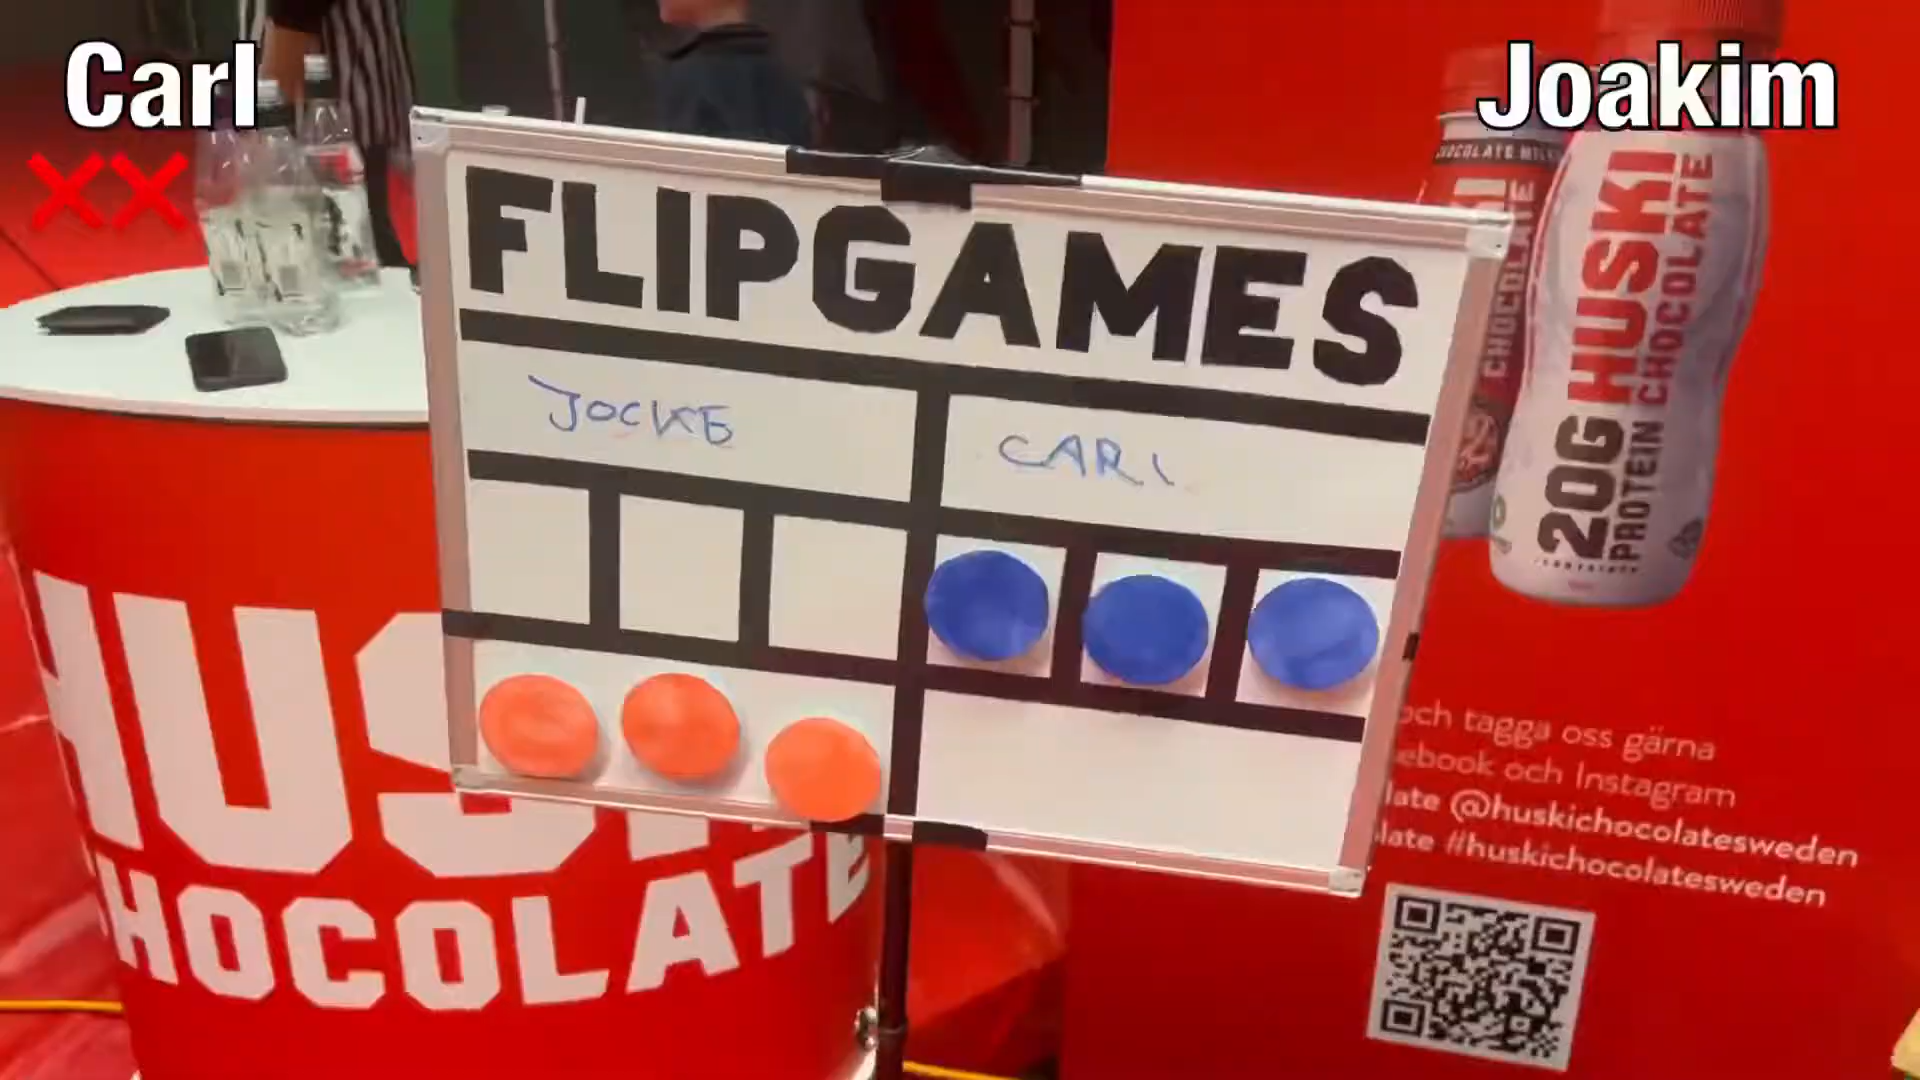 Carl
Joakim
FLIPGAMES
JOCKE
CARL
HUSKI
CHOCOLATE
20G
PROTEIN
CHOCOLATE MILK
CHOCOLATE
HUS
CHOCOLATE
och tagga oss gärna
ebook och Instagram
late @huskichocolatesweden
late #huskichocolatesweden